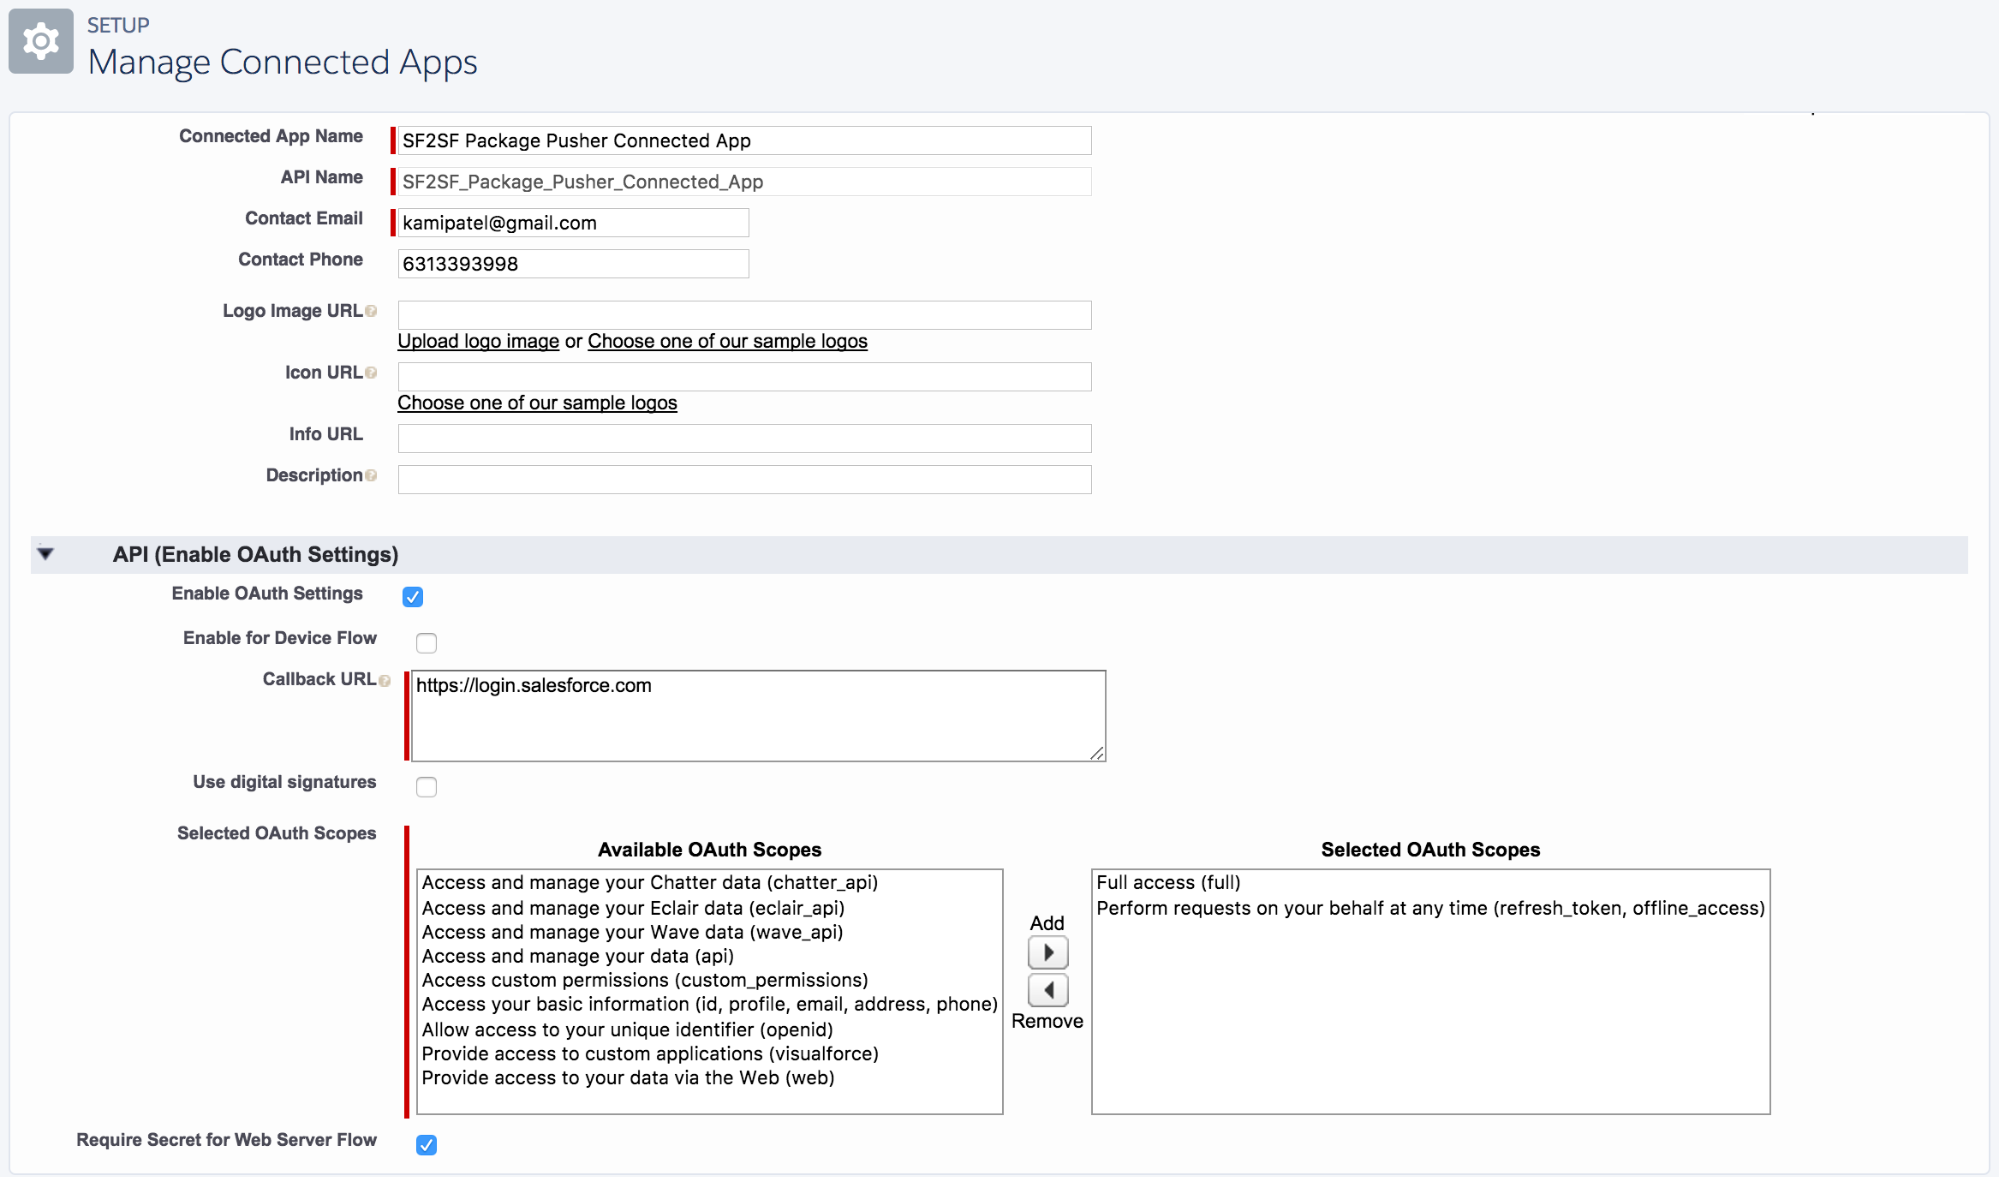 SETUP
Manage Connected Apps
Connected App Name SF2SF Package Pusher Connected App
API Name SF2SF_Package_Pusher_Connected_App
Contact Email kamipatel@gmail.com
Contact Phone 6313393998
Logo Image URL ?
Upload logo image or Choose one of our sample logos
Icon URL ?
Choose one of our sample logos
Info URL
Description ?
API (Enable OAuth Settings)
Enable OAuth Settings
Enable for Device Flow
Callback URL ? https://login.salesforce.com
Use digital signatures
Selected OAuth Scopes
Available OAuth Scopes
Access and manage your Chatter data (chatter_api)
Access and manage your Eclair data (eclair_api)
Access and manage your Wave data (wave_api)
Access and manage your data (api)
Access custom permissions (custom_permissions)
Access your basic information (id, profile, email, address, phone)
Allow access to your unique identifier (openid)
Provide access to custom applications (visualforce)
Provide access to your data via the Web (web)
Add
Remove
Selected OAuth Scopes
Full access (full)
Perform requests on your behalf at any time (refresh_token, offline_access)
Require Secret for Web Server Flow